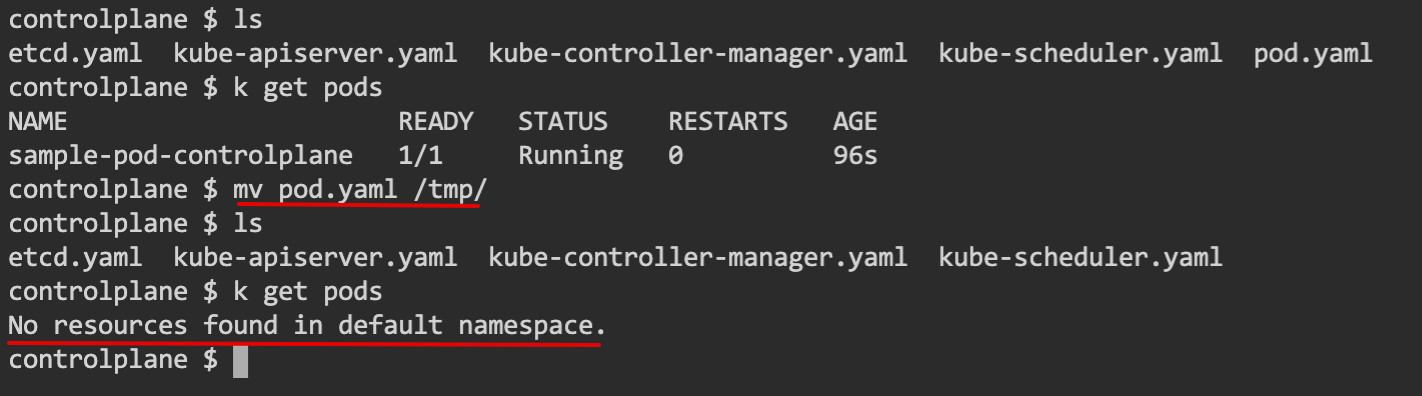 controlplane $ ls
etcd.yaml  kube-apiserver.yaml  kube-controller-manager.yaml  kube-scheduler.yaml  pod.yaml
controlplane $ k get pods
NAME                      READY   STATUS    RESTARTS   AGE
sample-pod-controlplane   1/1     Running   0          96s
controlplane $ mv pod.yaml /tmp/
controlplane $ ls
etcd.yaml  kube-apiserver.yaml  kube-controller-manager.yaml  kube-scheduler.yaml
controlplane $ k get pods
No resources found in default namespace.
controlplane $